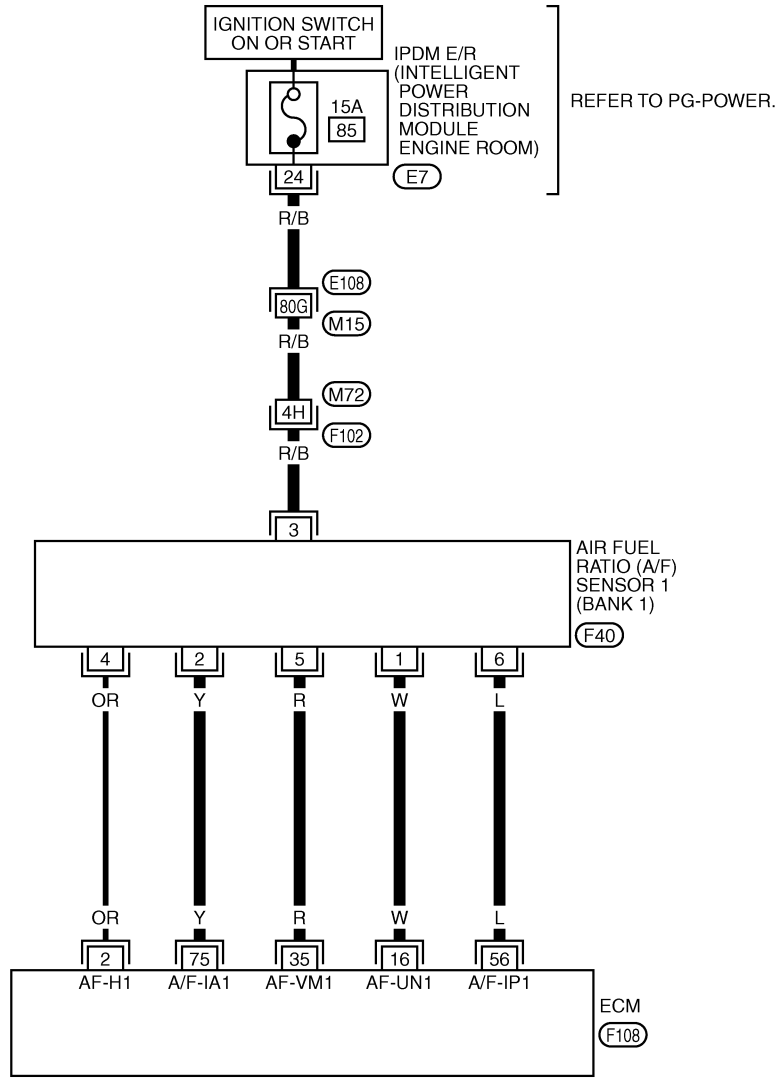 IGNITION SWITCH
ON OR START
IPDM E/R
(INTELLIGENT
POWER
DISTRIBUTION
MODULE
ENGINE ROOM)
REFER TO PG-POWER.
15A
85
24
E7
R/B
E108
80G
M15
R/B
M72
4H
F102
R/B
3
AIR FUEL
RATIO (A/F)
SENSOR 1
(BANK 1)
F40
4 2 5 1 6
OR Y R W L
OR Y R W L
2 75 35 16 56
AF-H1 A/F-IA1 AF-VM1 AF-UN1 A/F-IP1
ECM
F108